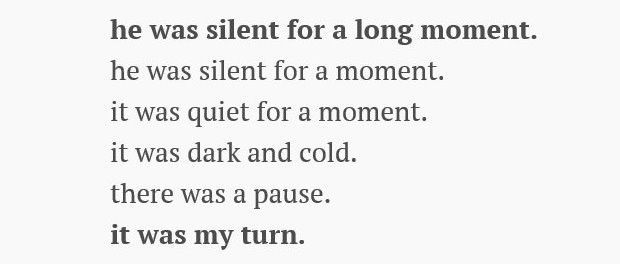 he was silent for a long moment.
he was silent for a moment.
it was quiet for a moment.
it was dark and cold.
there was a pause.
it was my turn.